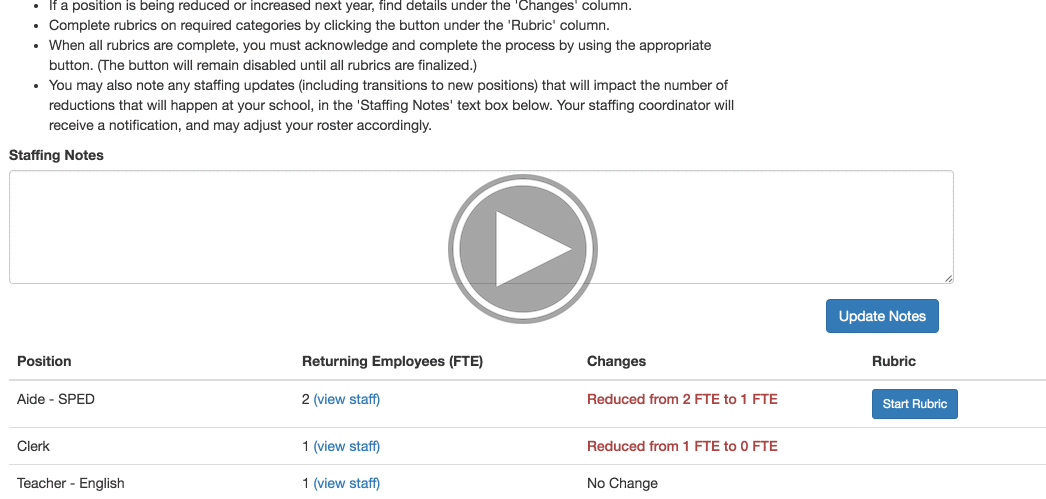 • If a position is being reduced or increased next year, find details under the 'Changes' column.
• Complete rubrics on required categories by clicking the button under the 'Rubric' column.
• When all rubrics are complete, you must acknowledge and complete the process by using the appropriate
button. (The button will remain disabled until all rubrics are finalized.)
• You may also note any staffing updates (including transitions to new positions) that will impact the number of
reductions that will happen at your school, in the 'Staffing Notes' text box below. Your staffing coordinator will
receive a notification, and may adjust your roster accordingly.
Staffing Notes
Update Notes
Position Returning Employees (FTE) Changes Rubric
Aide - SPED 2 (view staff) Reduced from 2 FTE to 1 FTE Start Rubric
Clerk 1 (view staff) Reduced from 1 FTE to 0 FTE
Teacher - English 1 (view staff) No Change